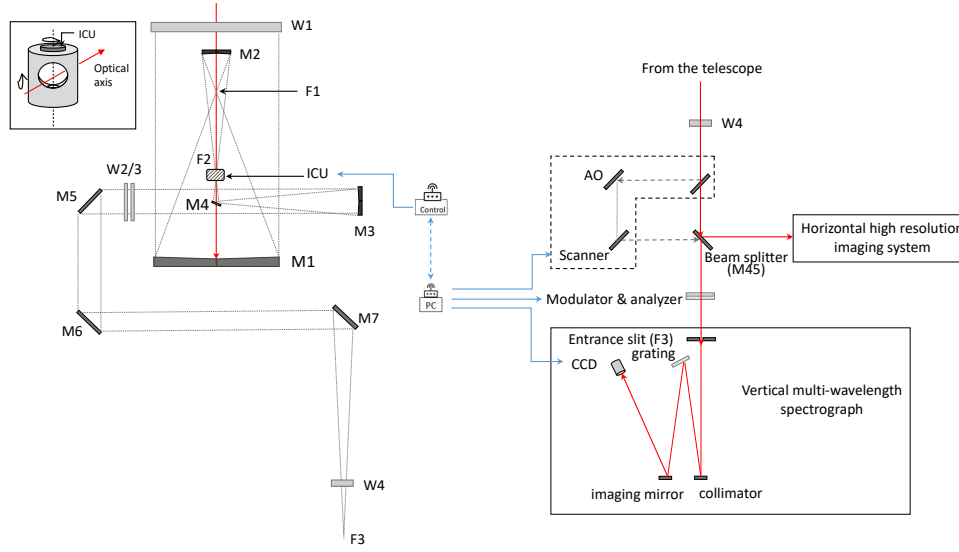 ICU
Optical
axis
W1
M2
F1
F2
ICU
W2/3
M5
M4
M3
M1
M6
M7
W4
F3
Control
PC
From the telescope
W4
AO
Scanner
Beam splitter
(M45)
Horizontal high resolution
imaging system
Modulator & analyzer
Entrance slit (F3)
grating
CCD
Vertical multi-wavelength
spectrograph
imaging mirror
collimator